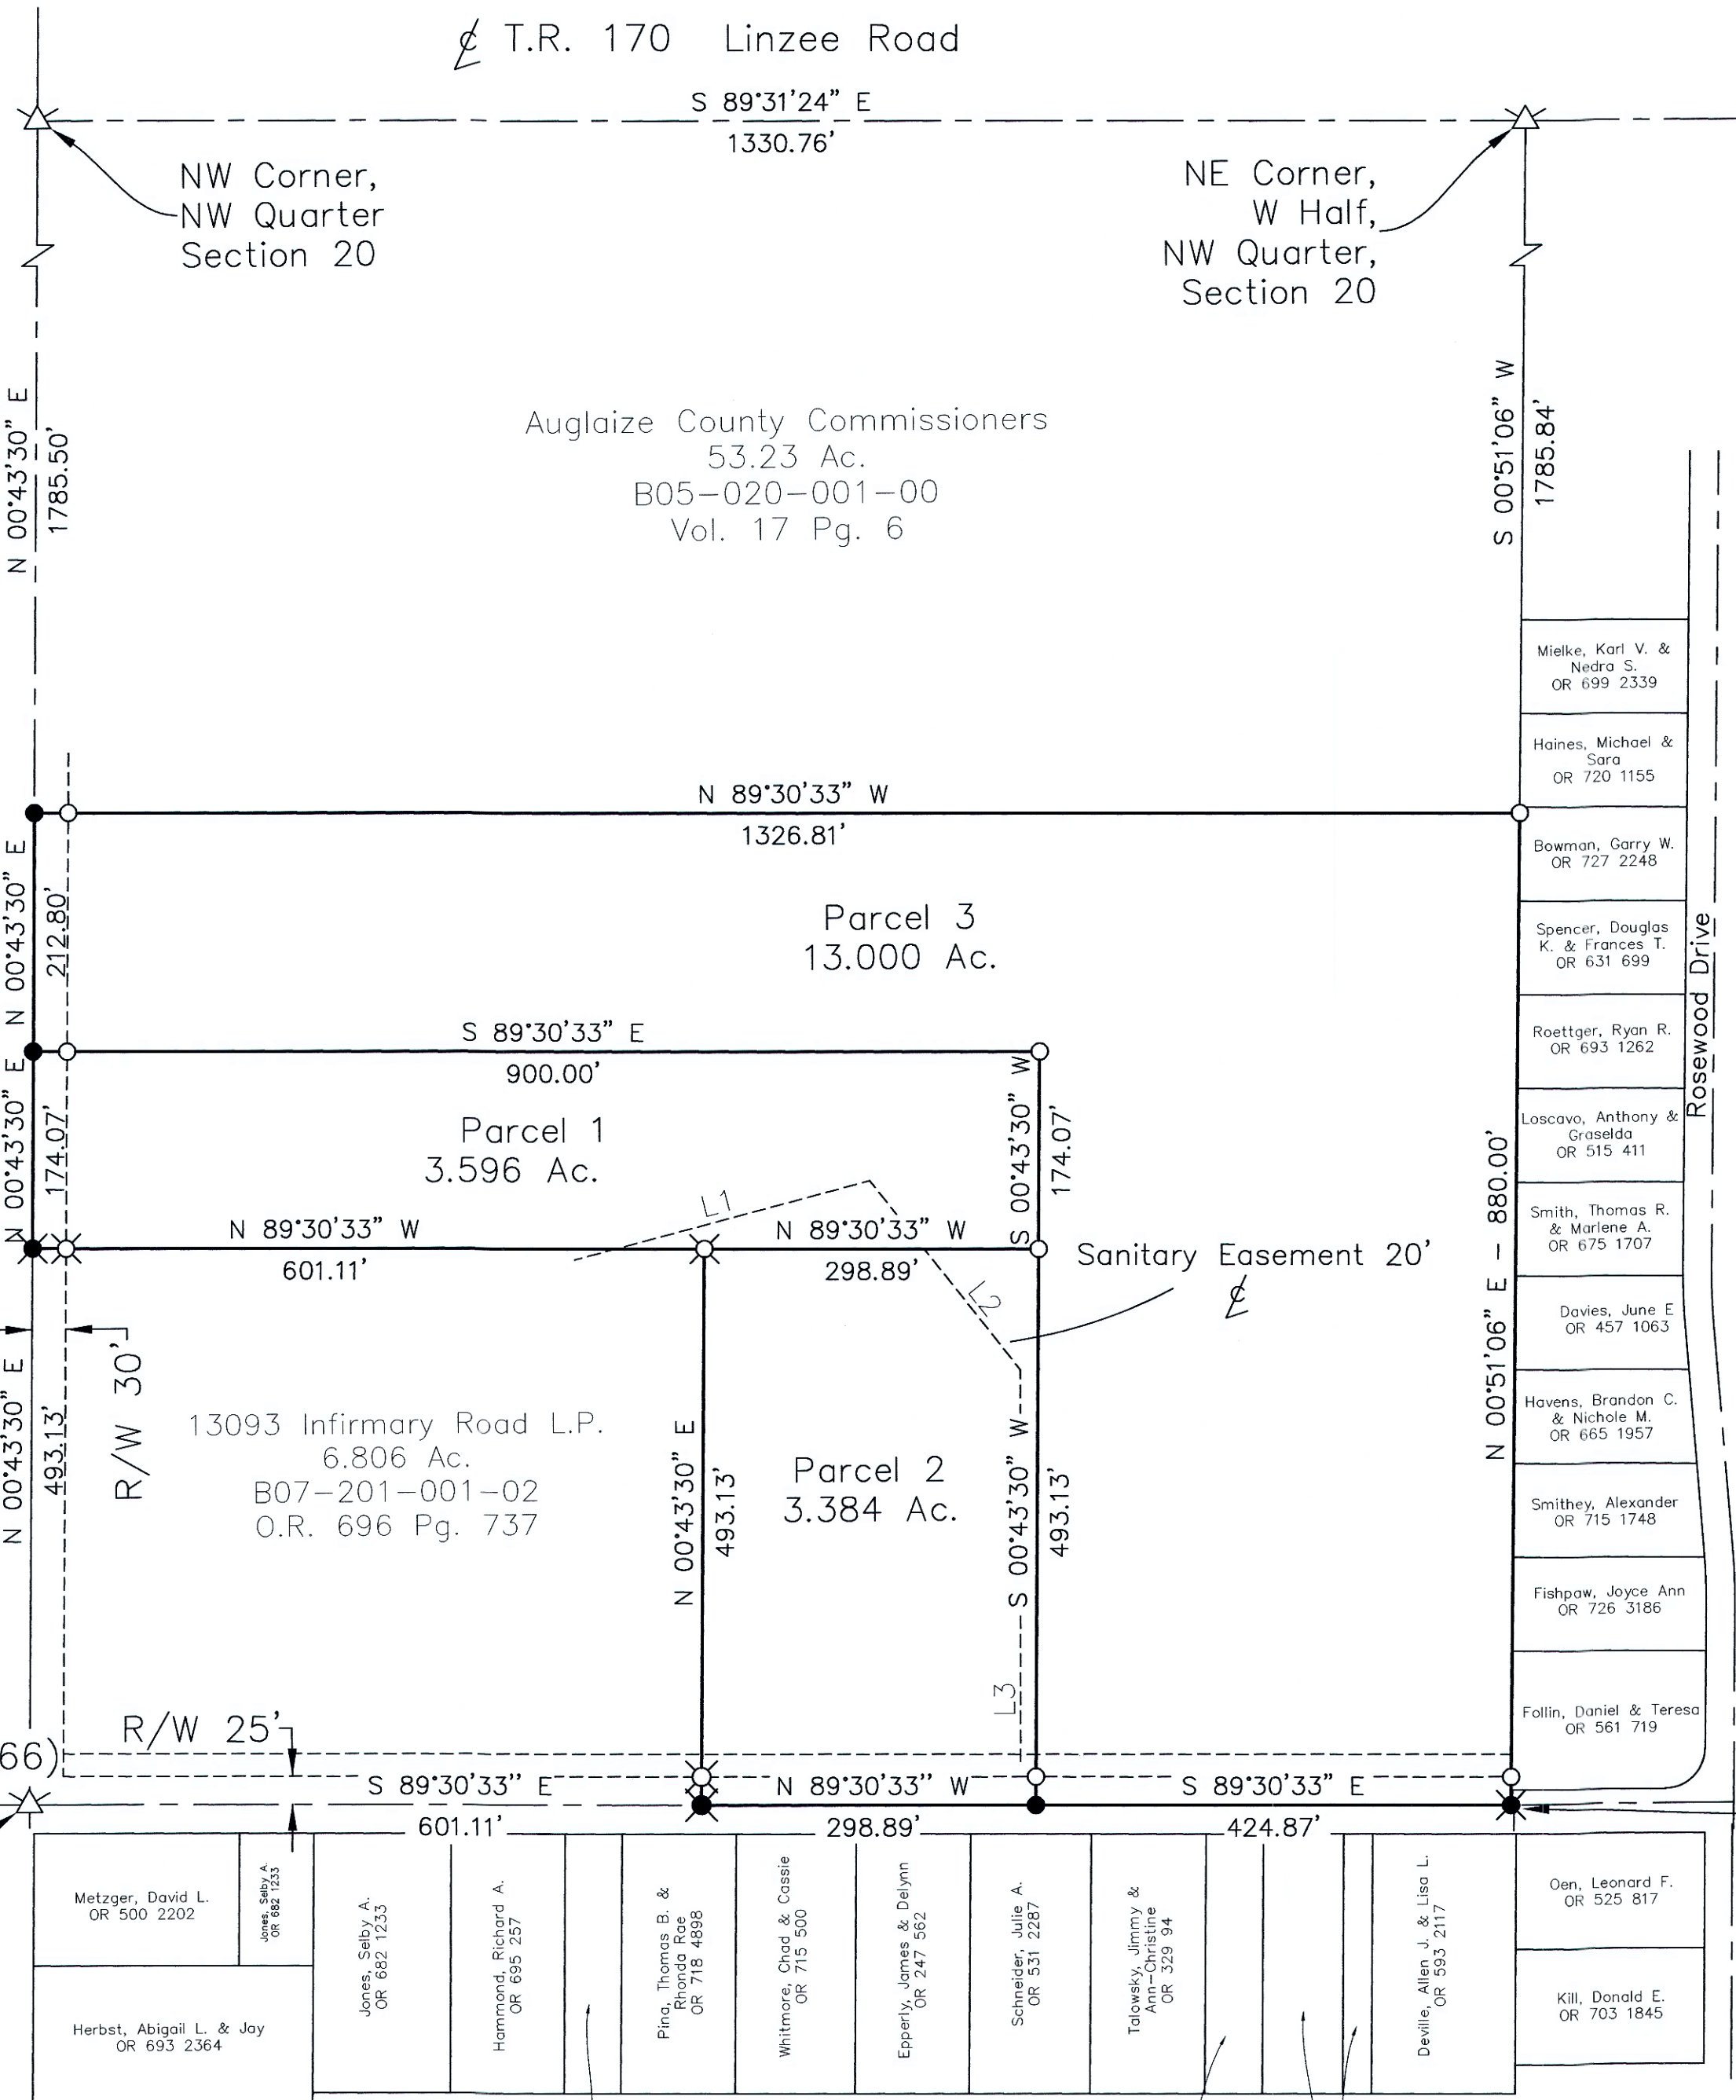 ℄ T.R. 170 Linzee Road
S 89°31'24" E
1330.76'
NW Corner,
NW Quarter
Section 20
NE Corner,
W Half,
NW Quarter,
Section 20
N 00°43'30" E
1785.50'
S 00°51'06" W
1785.84'
Auglaize County Commissioners
53.23 Ac.
B05-020-001-00
Vol. 17 Pg. 6
Mielke, Karl V. &
Nedra S.
OR 699 2339
Haines, Michael &
Sara
OR 720 1155
Bowman, Garry W.
OR 727 2248
Spencer, Douglas
K. & Frances T.
OR 631 699
Roettger, Ryan R.
OR 693 1262
Loscavo, Anthony &
Graselda
OR 515 411
Smith, Thomas R.
& Marlene A.
OR 675 1707
Davies, June E
OR 457 1063
Havens, Brandon C.
& Nichole M.
OR 665 1957
Smithey, Alexander
OR 715 1748
Fishpaw, Joyce Ann
OR 726 3186
Follin, Daniel & Teresa
OR 561 719
Rosewood Drive
N 89°30'33" W
1326.81'
N 00°43'30" E
212.80'
Parcel 3
13.000 Ac.
S 89°30'33" E
900.00'
N 00°43'30" E
174.07'
Parcel 1
3.596 Ac.
S 00°43'30" W
174.07'
L1
N 89°30'33" W
601.11'
N 89°30'33" W
298.89'
L2
Sanitary Easement 20'
℄
N 00°51'06" E - 880.00'
N 00°43'30" E
493.13'
R/W 30'
13093 Infirmary Road L.P.
6.806 Ac.
B07-201-001-02
O.R. 696 Pg. 737
N 00°43'30" E
493.13'
Parcel 2
3.384 Ac.
S 00°43'30" W
493.13'
L3
R/W 25'
66)
S 89°30'33" E
601.11'
N 89°30'33" W
298.89'
S 89°30'33" E
424.87'
Metzger, David L.
OR 500 2202
Jones, Selby A.
OR 682 1233
Herbst, Abigail L. & Jay
OR 693 2364
Jones, Selby A.
OR 682 1233
Hammond, Richard A.
OR 695 257
Pina, Thomas B. &
Rhonda Rae
OR 718 4898
Whitmore, Chad & Cassie
OR 715 500
Epperly, James & Delynn
OR 247 562
Schneider, Julie A.
OR 531 2287
Talowsky, Jimmy &
Ann-Christine
OR 329 94
Deville, Allen J. & Lisa L.
OR 593 2117
Oen, Leonard F.
OR 525 817
Kill, Donald E.
OR 703 1845